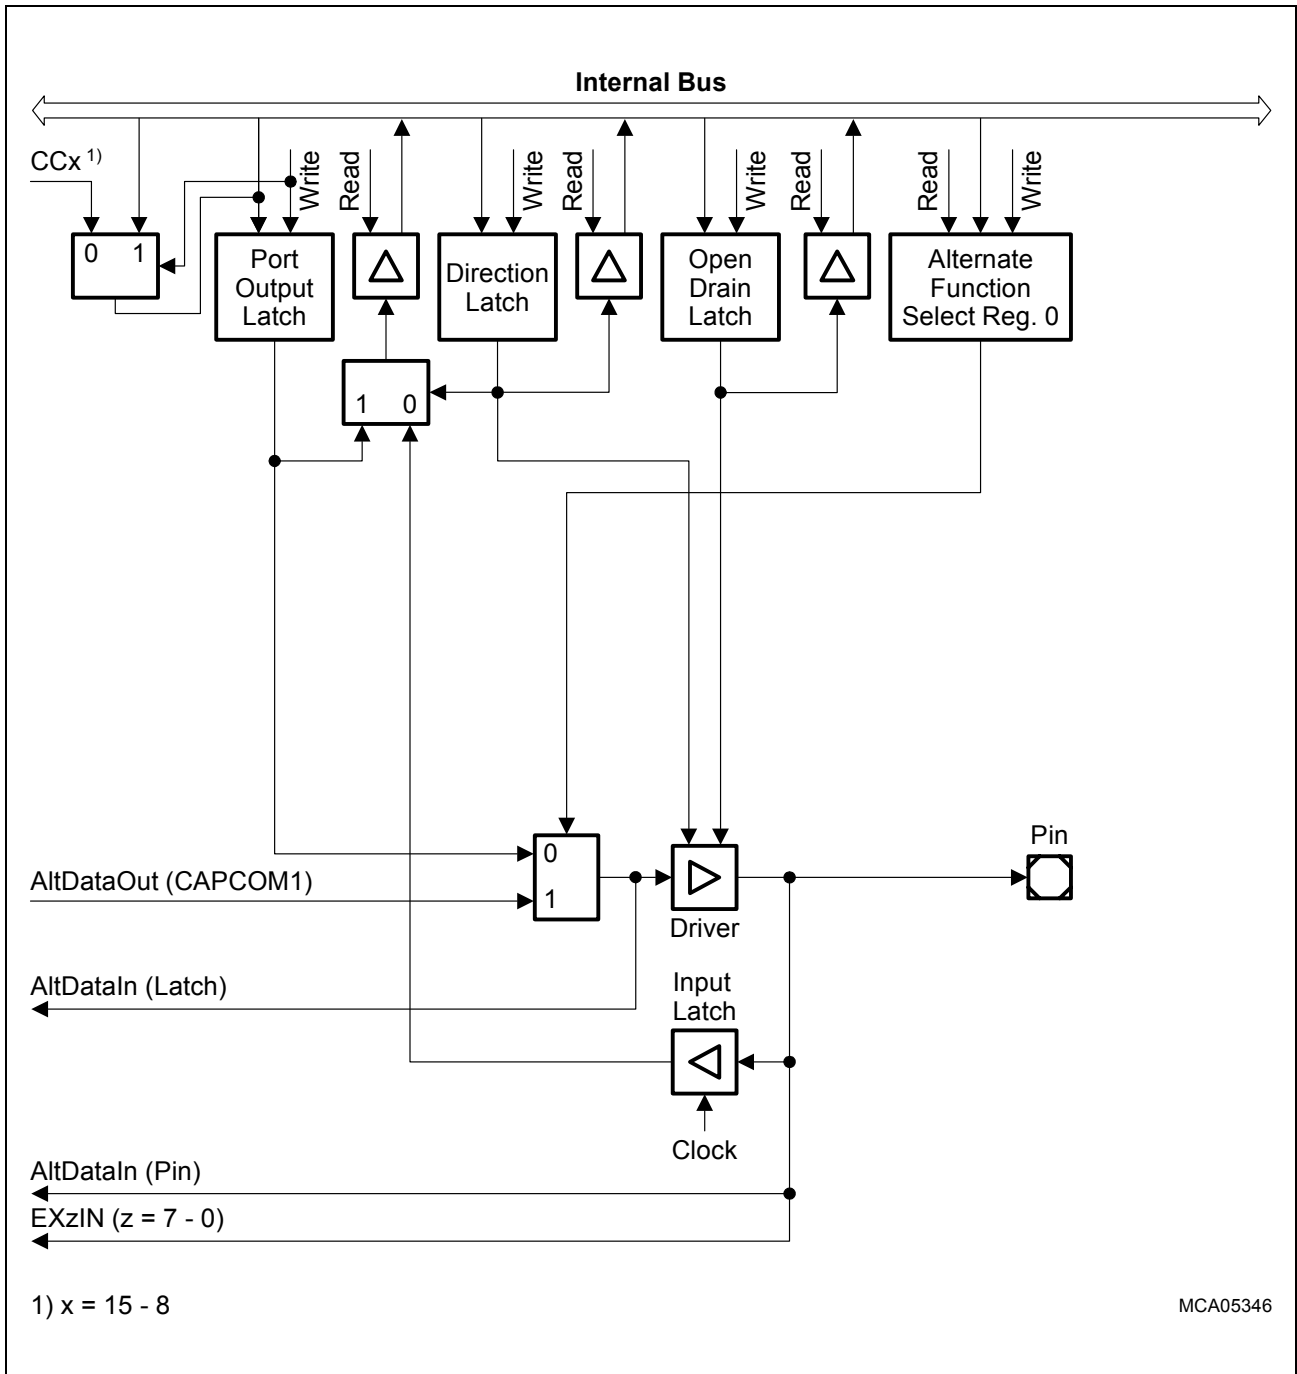 Internal Bus
CCx 1)
Write
Read
Write
Read
Write
Read
Read
Write
0 1
Port
Output
Latch
Direction
Latch
Open
Drain
Latch
Alternate
Function
Select Reg. 0
1 0
Pin
0
AltDataOut (CAPCOM1)
1
Driver
AltDataIn (Latch)
Input
Latch
Clock
AltDataIn (Pin)
EXzIN (z = 7 - 0)
1) x = 15 - 8
MCA05346